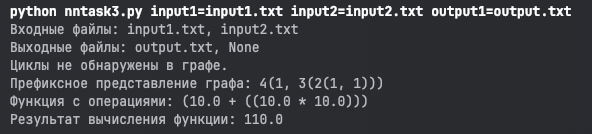 python nntask3.py input1=input1.txt input2=input2.txt output1=output.txt
Входные файлы: input1.txt, input2.txt
Выходные файлы: output.txt, None
Циклы не обнаружены в графе.
Префиксное представление графа: 4(1, 3(2(1, 1)))
Функция с операциями: (10.0 + ((10.0 * 10.0)))
Результат вычисления функции: 110.0